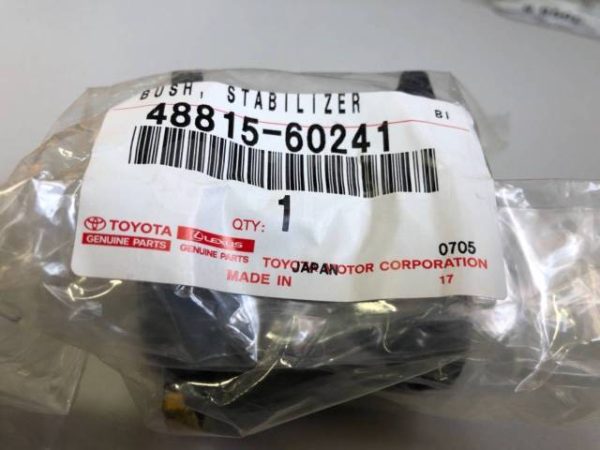 BUSH, STABILIZER
BI
48815-60241
QTY: 1
TOYOTA
GENUINE PARTS
LEXUS
GENUINE PARTS
0705
TOYOTA MOTOR CORPORATION
MADE IN JAPAN
17